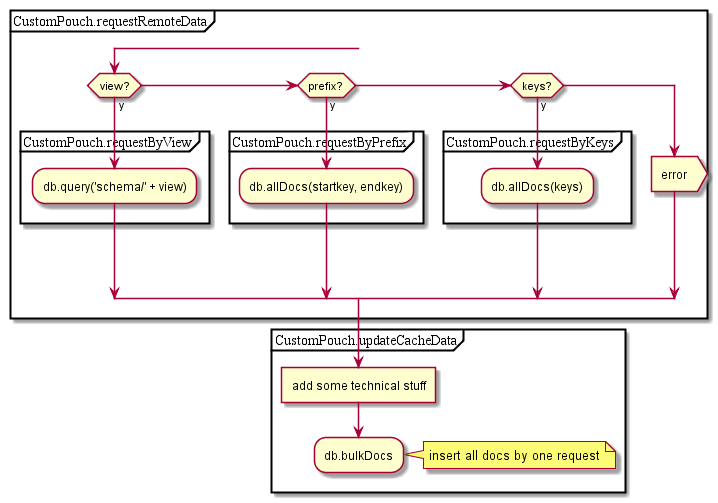 CustomPouch.requestRemoteData
view?
prefix?
keys?
y
y
y
CustomPouch.requestByView
CustomPouch.requestByPrefix
CustomPouch.requestByKeys
db.query('schema/' + view)
db.allDocs(startkey, endkey)
db.allDocs(keys)
error
CustomPouch.updateCacheData
add some technical stuff
db.bulkDocs
insert all docs by one request